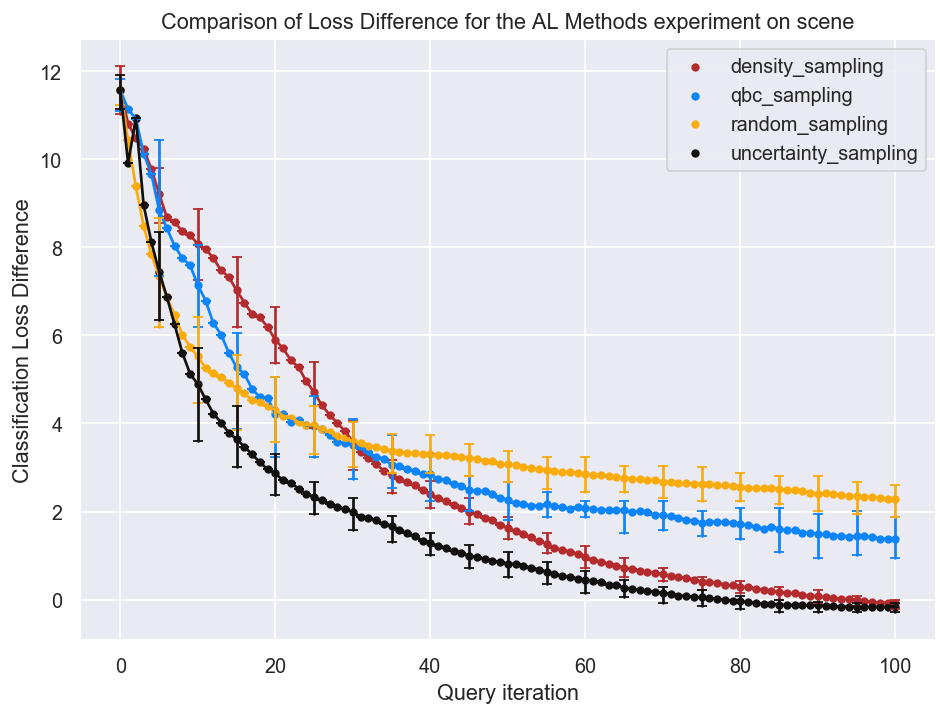 Comparison of Loss Difference for the AL Methods experiment on scene
density_sampling
qbc_sampling
random_sampling
uncertainty_sampling
Classification Loss Difference
12
10
8
6
4
2
0
0 20 40 60 80 100
Query iteration